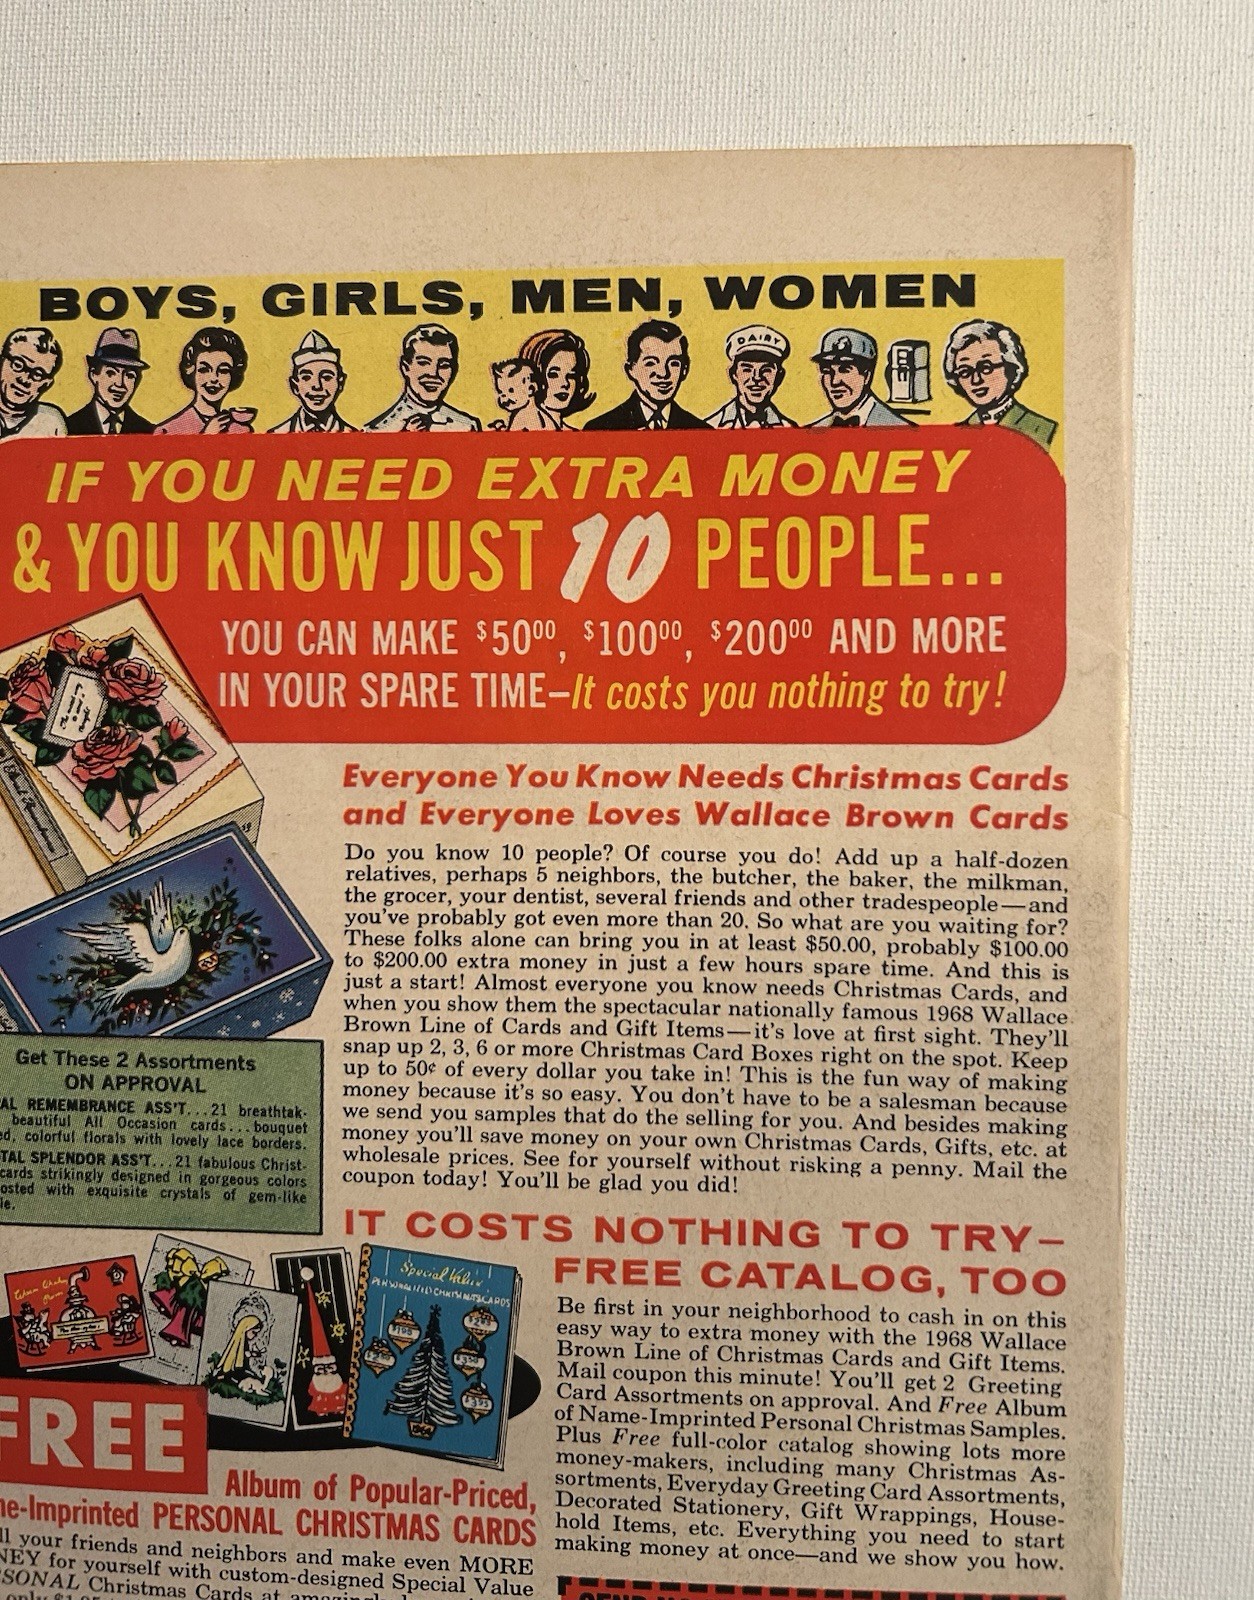 BOYS, GIRLS, MEN, WOMEN
DAIRY
IF YOU NEED EXTRA MONEY
& YOU KNOW JUST 10 PEOPLE...
YOU CAN MAKE $50⁰⁰, $100⁰⁰, $200⁰⁰ AND MORE
IN YOUR SPARE TIME–It costs you nothing to try!
Everyone You Know Needs Christmas Cards
and Everyone Loves Wallace Brown Cards
Do you know 10 people? Of course you do! Add up a half-dozen
relatives, perhaps 5 neighbors, the butcher, the baker, the milkman,
the grocer, your dentist, several friends and other tradespeople—and
you've probably got even more than 20. So what are you waiting for?
These folks alone can bring you in at least $50.00, probably $100.00
to $200.00 extra money in just a few hours spare time. And this is
just a start! Almost everyone you know needs Christmas Cards, and
when you show them the spectacular nationally famous 1968 Wallace
Brown Line of Cards and Gift Items—it's love at first sight. They'll
snap up 2, 3, 6 or more Christmas Card Boxes right on the spot. Keep
up to 50¢ of every dollar you take in! This is the fun way of making
money because it's so easy. You don't have to be a salesman because
we send you samples that do the selling for you. And besides making
money you'll save money on your own Christmas Cards, Gifts, etc. at
wholesale prices. See for yourself without risking a penny. Mail the
coupon today! You'll be glad you did!
Get These 2 Assortments
ON APPROVAL
AL REMEMBRANCE ASS'T...21 breathtak-
beautiful All Occasion cards...bouquet
ed, colorful florals with lovely lace borders.
TAL SPLENDOR ASS'T...21 fabulous Christ-
cards strikingly designed in gorgeous colors
osted with exquisite crystals of gem-like
le.
IT COSTS NOTHING TO TRY–
FREE CATALOG, TOO
Be first in your neighborhood to cash in on this
easy way to extra money with the 1968 Wallace
Brown Line of Christmas Cards and Gift Items.
Mail coupon this minute! You'll get 2 Greeting
Card Assortments on approval. And Free Album
of Name-Imprinted Personal Christmas Samples.
Plus Free full-color catalog showing lots more
money-makers, including many Christmas As-
sortments, Everyday Greeting Card Assortments,
Decorated Stationery, Gift Wrappings, House-
hold Items, etc. Everything you need to start
making money at once—and we show you how.
Special Value
PERSONALIZED CHRISTMAS CARDS
FREE
Album of Popular-Priced,
me-Imprinted PERSONAL CHRISTMAS CARDS
ll your friends and neighbors and make even MORE
NEY for yourself with custom-designed Special Value
SONAL Christmas Cards at